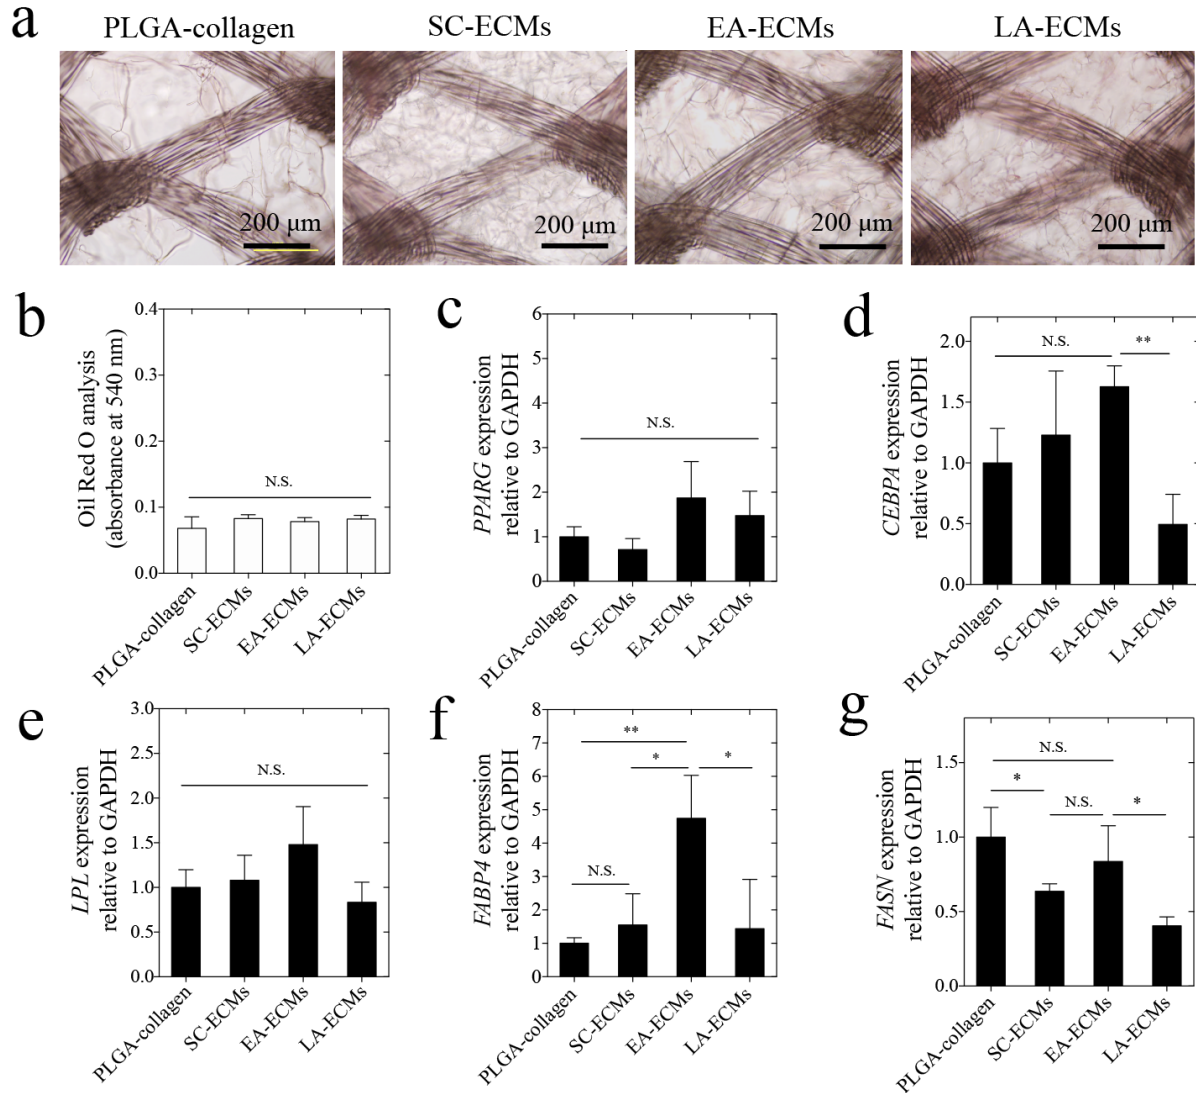 a
PLGA-collagen
SC-ECMs
EA-ECMs
LA-ECMs
200 μm
200 μm
200 μm
200 μm
b
Oil Red O analysis
(absorbance at 540 nm)
0.4
0.3
0.2
0.1
0.0
N.S.
PLGA-collagen
SC-ECMs
EA-ECMs
LA-ECMs
c
PPARG expression
relative to GAPDH
6
5
4
3
2
1
0
N.S.
PLGA-collagen
SC-ECMs
EA-ECMs
LA-ECMs
d
CEBPA expression
relative to GAPDH
2.0
1.5
1.0
0.5
0.0
N.S.
**
PLGA-collagen
SC-ECMs
EA-ECMs
LA-ECMs
e
LPL expression
relative to GAPDH
3.0
2.5
2.0
1.5
1.0
0.5
0.0
N.S.
PLGA-collagen
SC-ECMs
EA-ECMs
LA-ECMs
f
FABP4 expression
relative to GAPDH
8
7
6
5
4
3
2
1
0
**
*
*
N.S.
PLGA-collagen
SC-ECMs
EA-ECMs
LA-ECMs
g
FASN expression
relative to GAPDH
1.5
1.0
0.5
0.0
N.S.
*
N.S.
*
PLGA-collagen
SC-ECMs
EA-ECMs
LA-ECMs